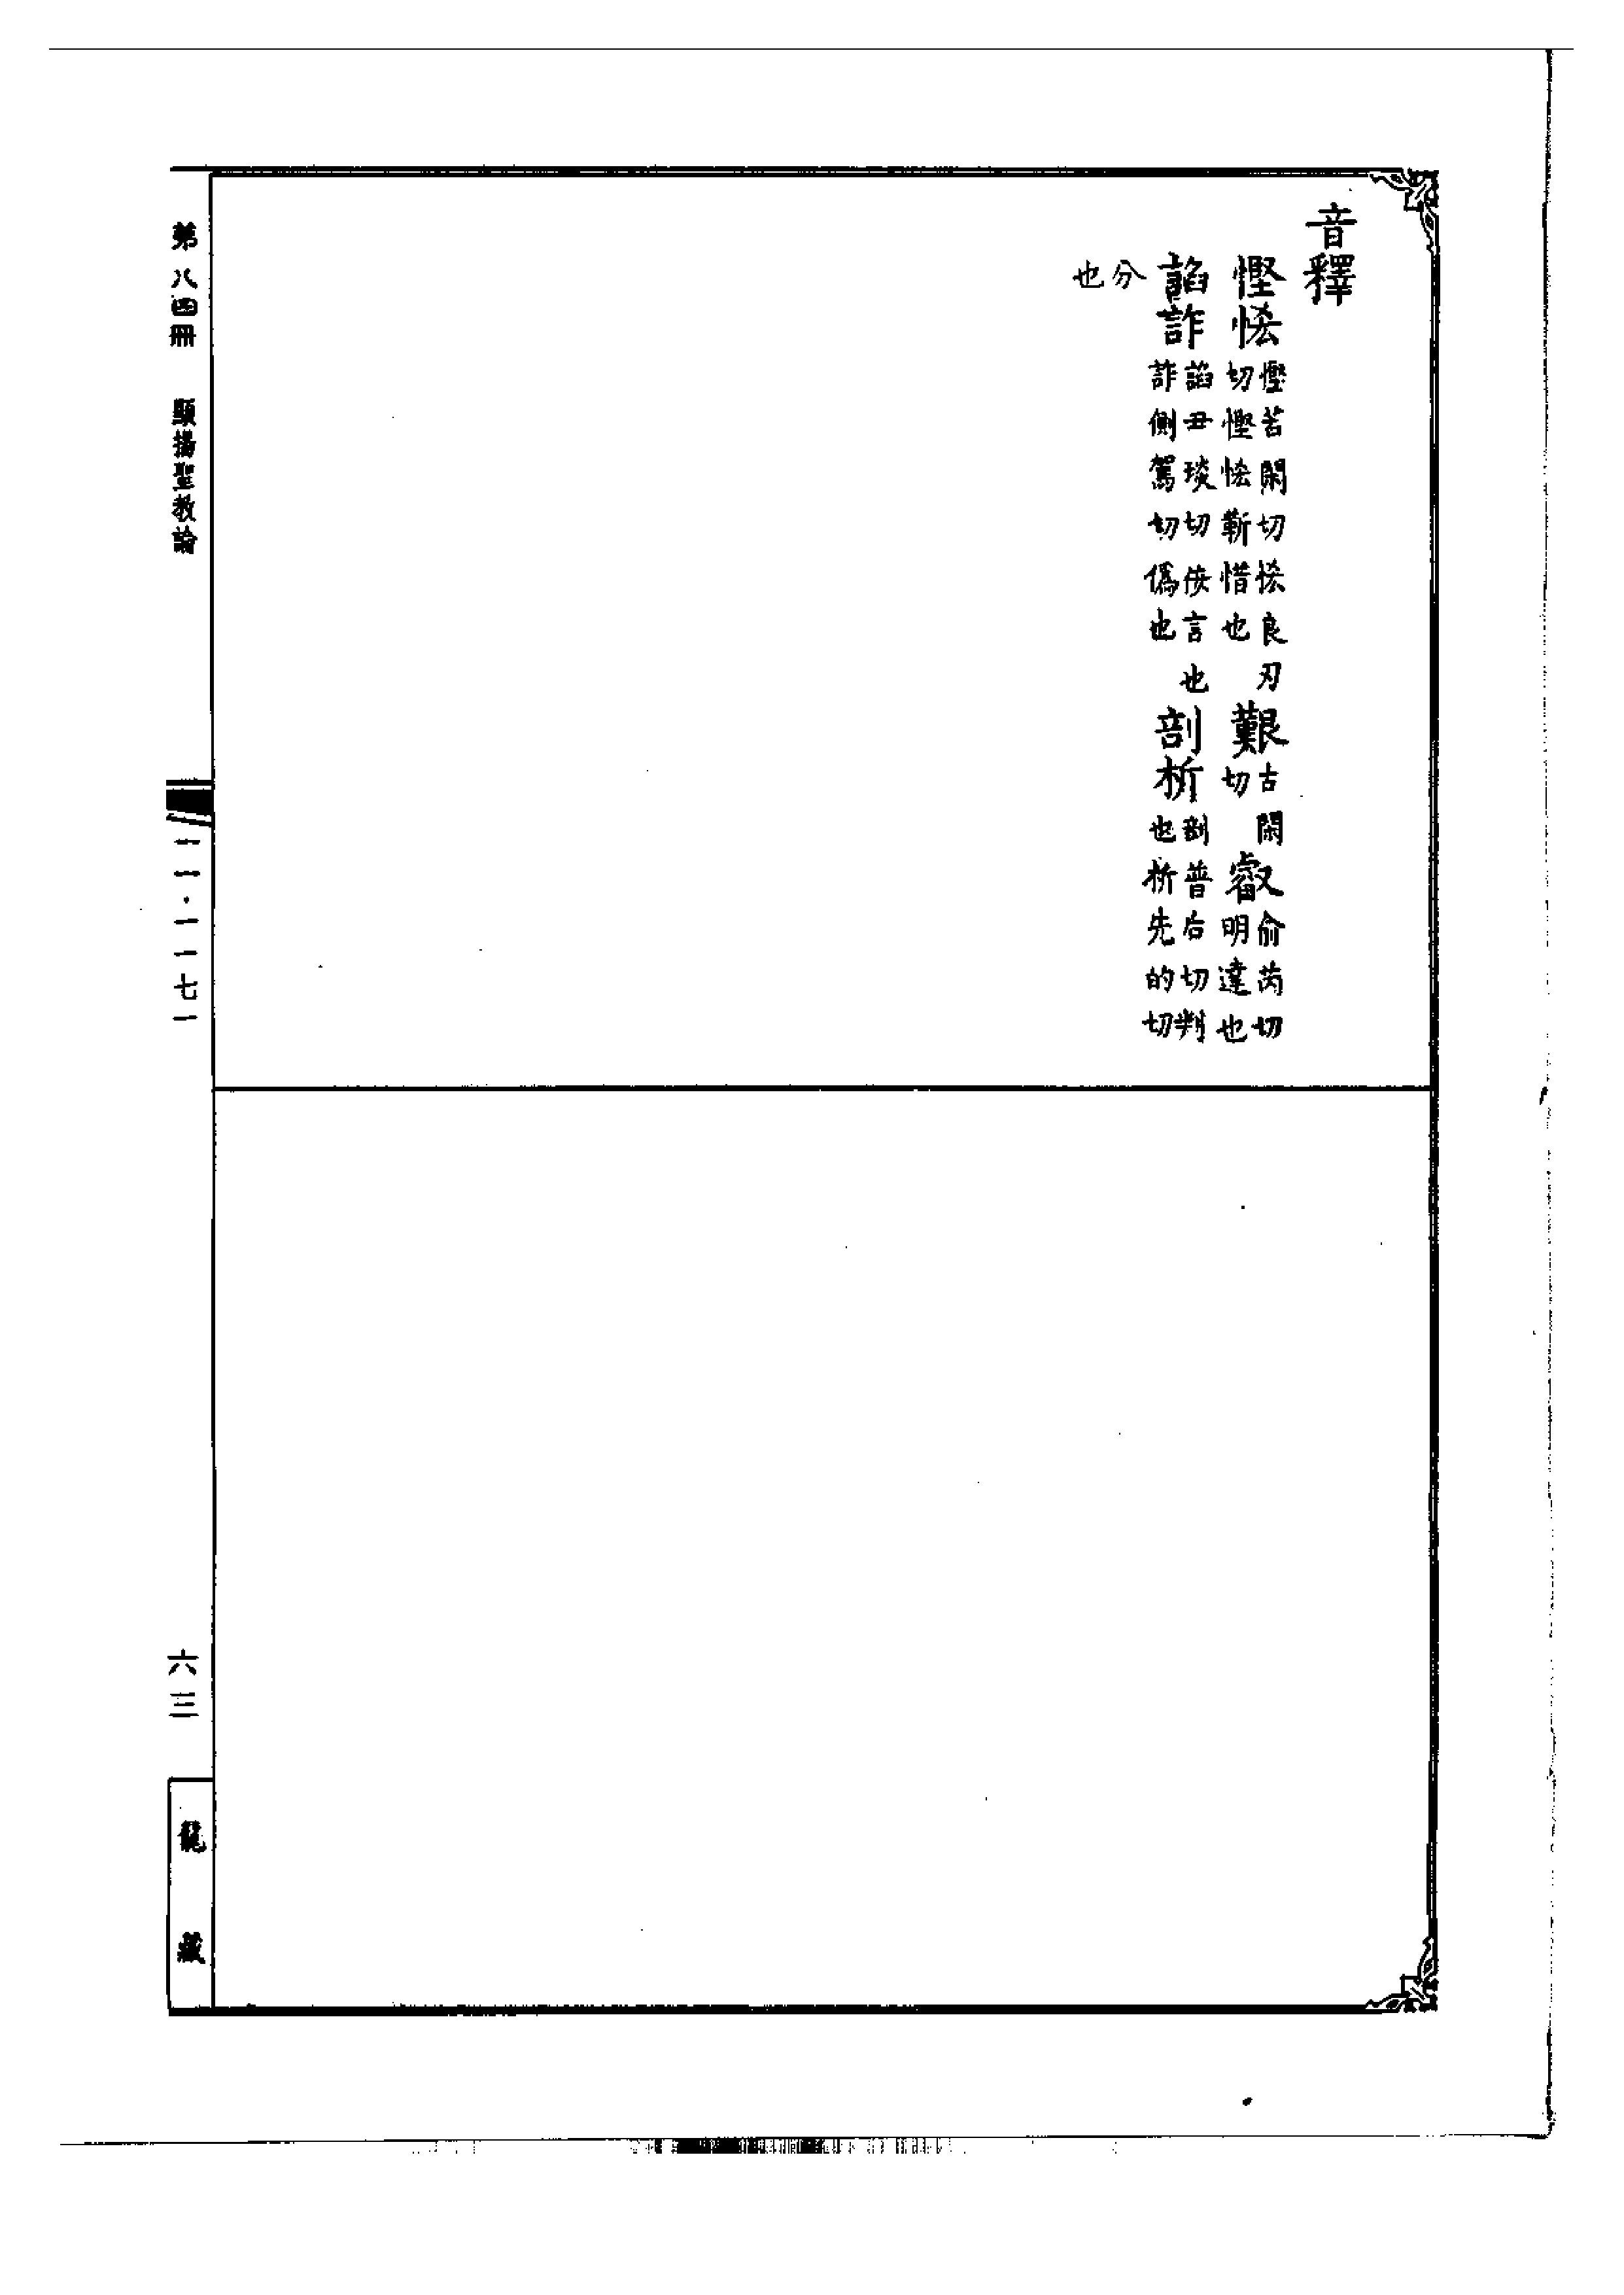 音釋
慳悋慳苦閑切悋良刃切慳悋靳惜也 艱古閑切 叡俞芮切明達也
諂詐諂丑琰切佞言也詐側駕切僞也 剖析剖普后切判也析先的切
分也
第八四冊 顯揚聖教論 一一·一一七一 六三 龍藏